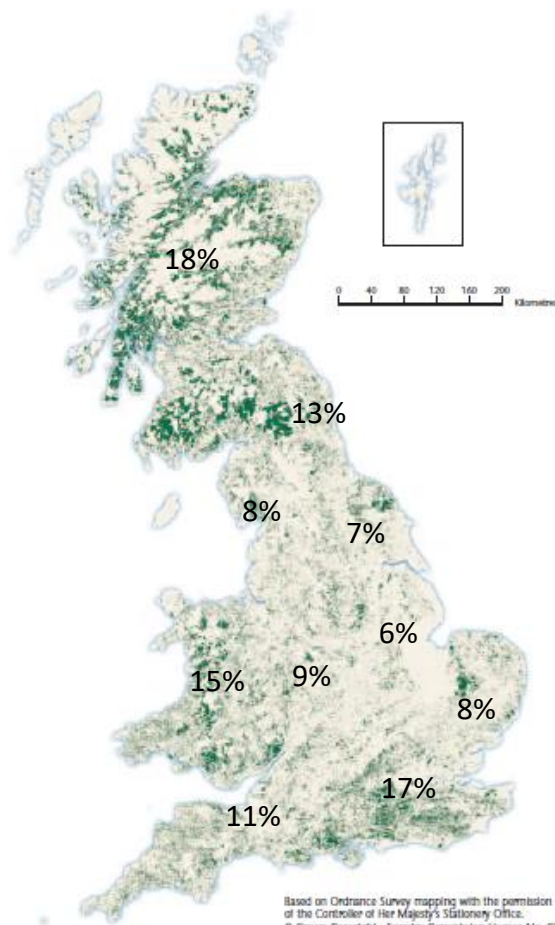 18%
0 40 80 120 160 200
Kilometre
13%
8%
7%
6%
15%
9%
8%
17%
11%
Based on Ordnance Survey mapping with the permission
of the Controller of Her Majesty's Stationery Office.